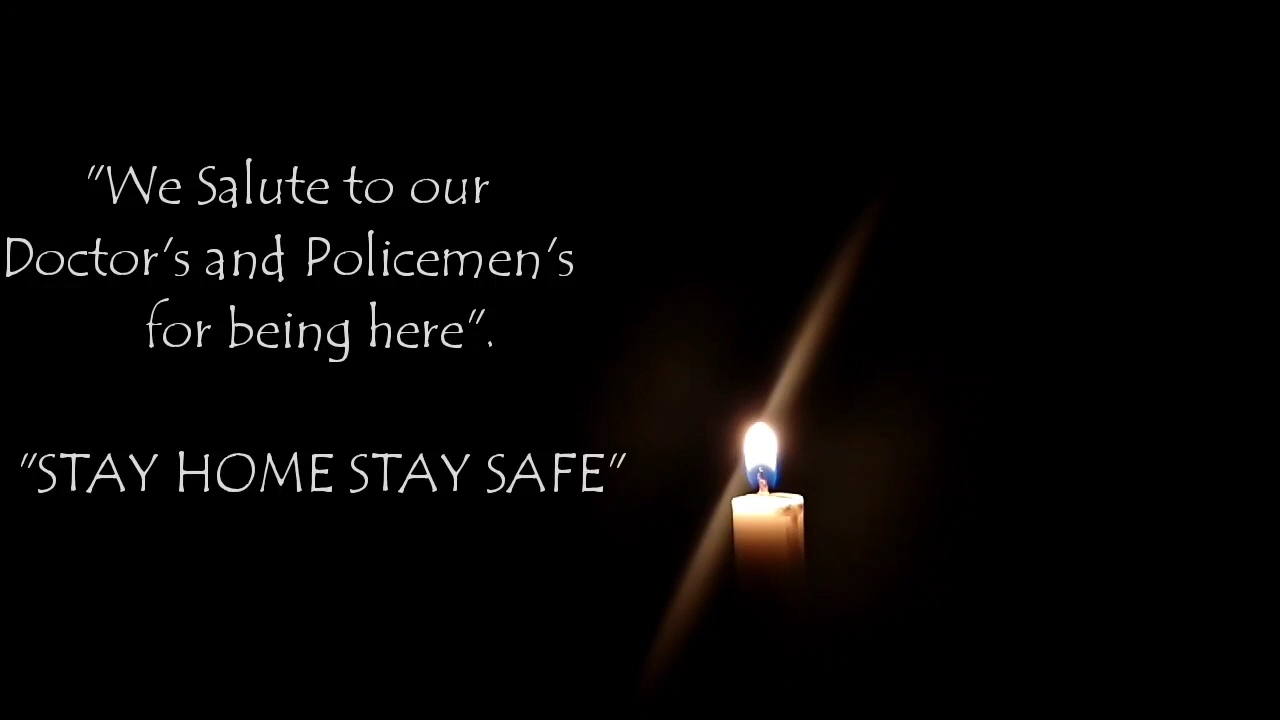 "We Salute to our
Doctor's and Policemen's
for being here".
"STAY HOME STAY SAFE"